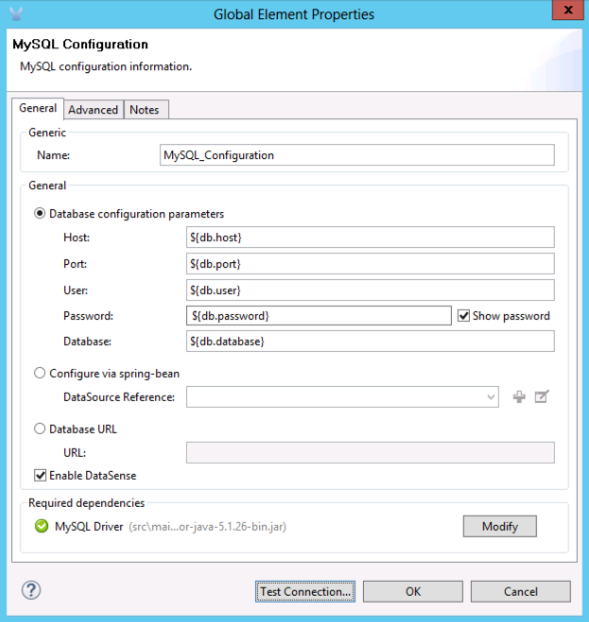 Global Element Properties
x
MySQL Configuration
MySQL configuration information.
General Advanced Notes
Generic
Name: MySQL_Configuration
General
Database configuration parameters
Host: ${db.host}
Port: ${db.port}
User: ${db.user}
Password: ${db.password} Show password
Database: ${db.database}
Configure via spring-bean
DataSource Reference:
Database URL
URL:
Enable DataSense
Required dependencies
MySQL Driver (src\mai...or-java-5.1.26-bin.jar) Modify
? Test Connection... OK Cancel